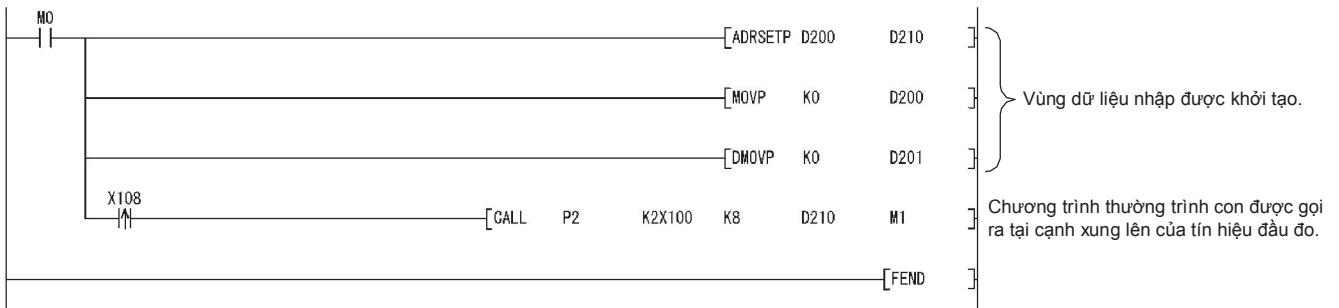 M0
ADRSETP D200 D210
MOVP K0 D200
Vùng dữ liệu nhập được khởi tạo.
DMOVP K0 D201
X108
CALL P2 K2X100 K8 D210 M1
Chương trình thường trình con được gọi
ra tại cạnh xung lên của tín hiệu đầu đo.
FEND